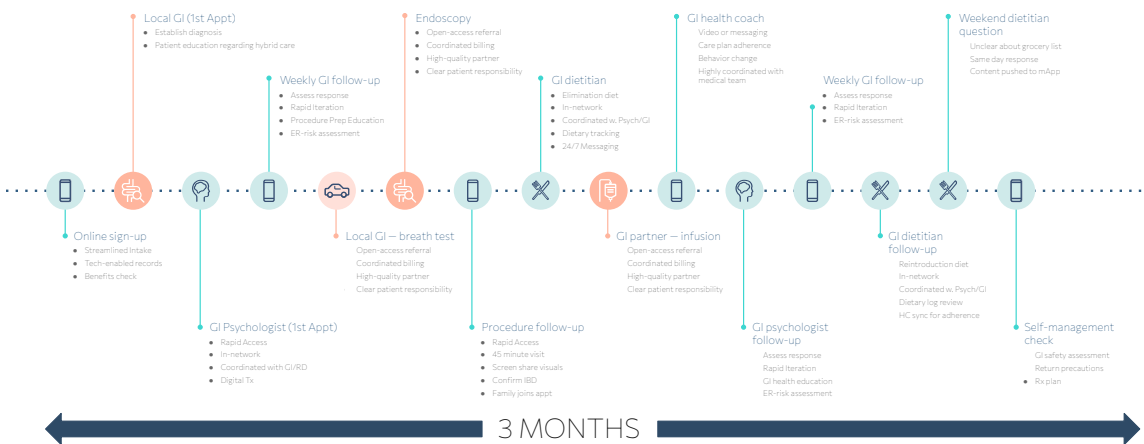 Local GI (1st Appt)
Establish diagnosis
Patient education regarding hybrid care
Endoscopy
Open-access referral
Coordinated billing
High-quality partner
Clear patient responsibility
GI health coach
Video or messaging
Care plan adherence
Behavior change
Highly coordinated with
medical team
Weekend dietitian
question
Unclear about grocery list
Same day response
Content pushed to mApp
Weekly GI follow-up
Assess response
Rapid Iteration
Procedure Prep Education
ER-risk assessment
GI dietitian
Elimination diet
In-network
Coordinated w. Psych/GI
Dietary tracking
24/7 Messaging
Weekly GI follow-up
Assess response
Rapid Iteration
ER-risk assessment
Online sign-up
Streamlined Intake
Tech-enabled records
Benefits check
Local GI – breath test
Open-access referral
Coordinated billing
High-quality partner
Clear patient responsibility
GI partner – infusion
Open-access referral
Coordinated billing
High-quality partner
Clear patient responsibility
GI dietitian
follow-up
Reintroduction diet
In-network
Coordinated w. Psych/GI
Dietary log review
HC sync for adherence
GI Psychologist (1st Appt)
Rapid Access
In-network
Coordinated with GI/RD
Digital Tx
Procedure follow-up
Rapid Access
45 minute visit
Screen share visuals
Confirm IBD
Family joins appt
GI psychologist
follow-up
Assess response
Rapid Iteration
GI health education
ER-risk assessment
Self-management
check
GI safety assessment
Return precautions
Rx plan
3 MONTHS